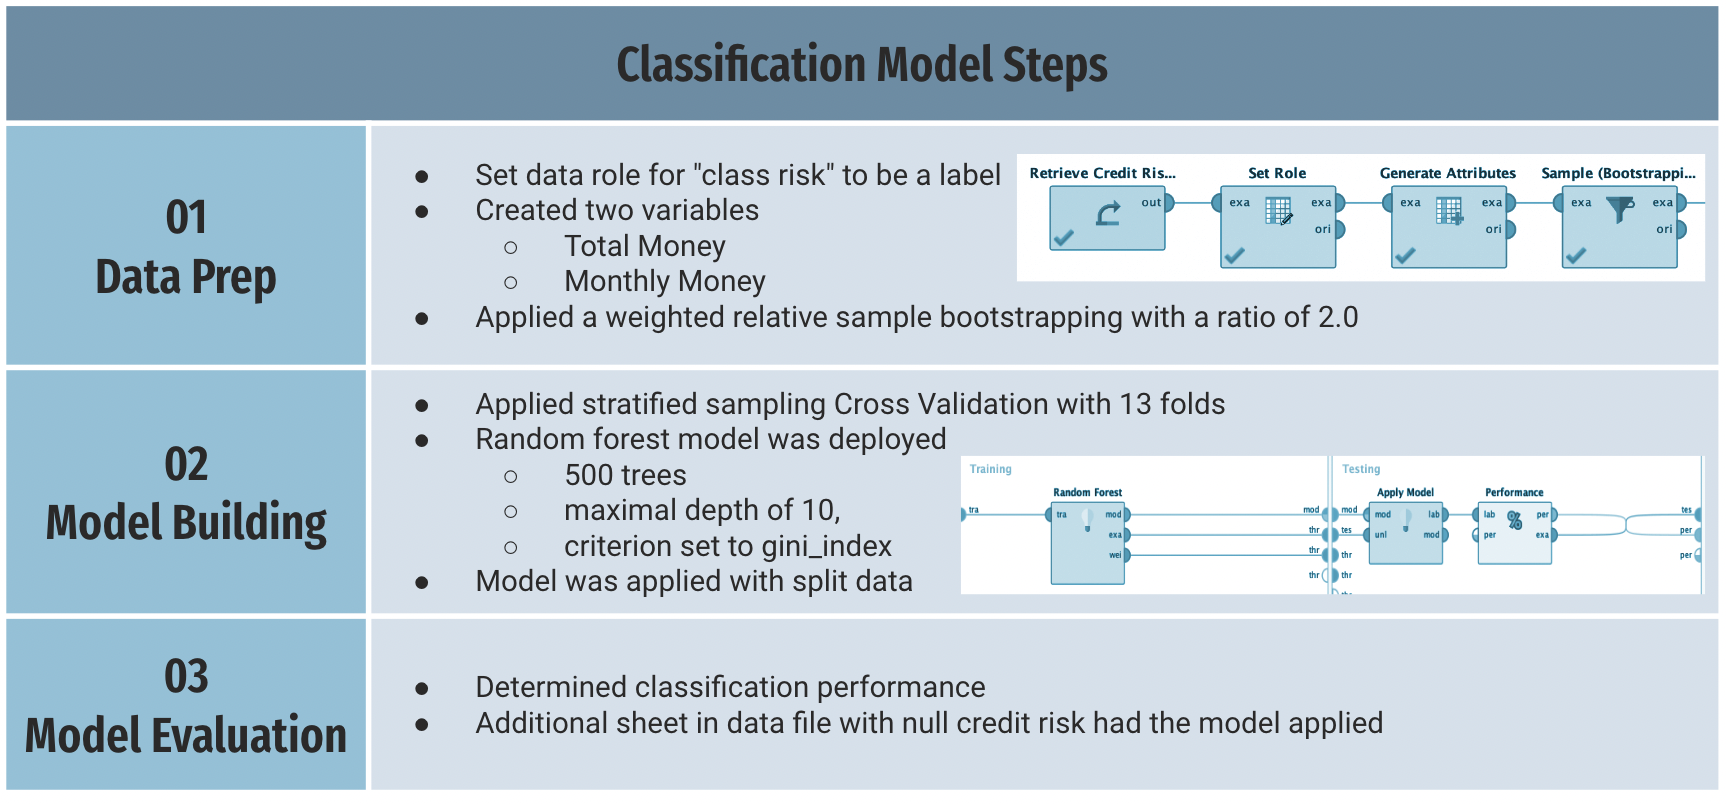 Classification Model Steps
01
Data Prep
● Set data role for "class risk" to be a label
● Created two variables
○ Total Money
○ Monthly Money
● Applied a weighted relative sample bootstrapping with a ratio of 2.0
Retrieve Credit Ris...
out
Set Role
exa exa
ori
Generate Attributes
exa exa
ori
Sample (Bootstrappi...
exa exa
ori
02
Model Building
● Applied stratified sampling Cross Validation with 13 folds
● Random forest model was deployed
○ 500 trees
○ maximal depth of 10,
○ criterion set to gini_index
● Model was applied with split data
Training
tra
Random Forest
tra mod
exa
wei
mod
thr
thr
thr
Testing
mod
tes
thr
thr
Apply Model
mod lab
unl mod
Performance
lab per
per exa
tes
per
per
03
Model Evaluation
● Determined classification performance
● Additional sheet in data file with null credit risk had the model applied